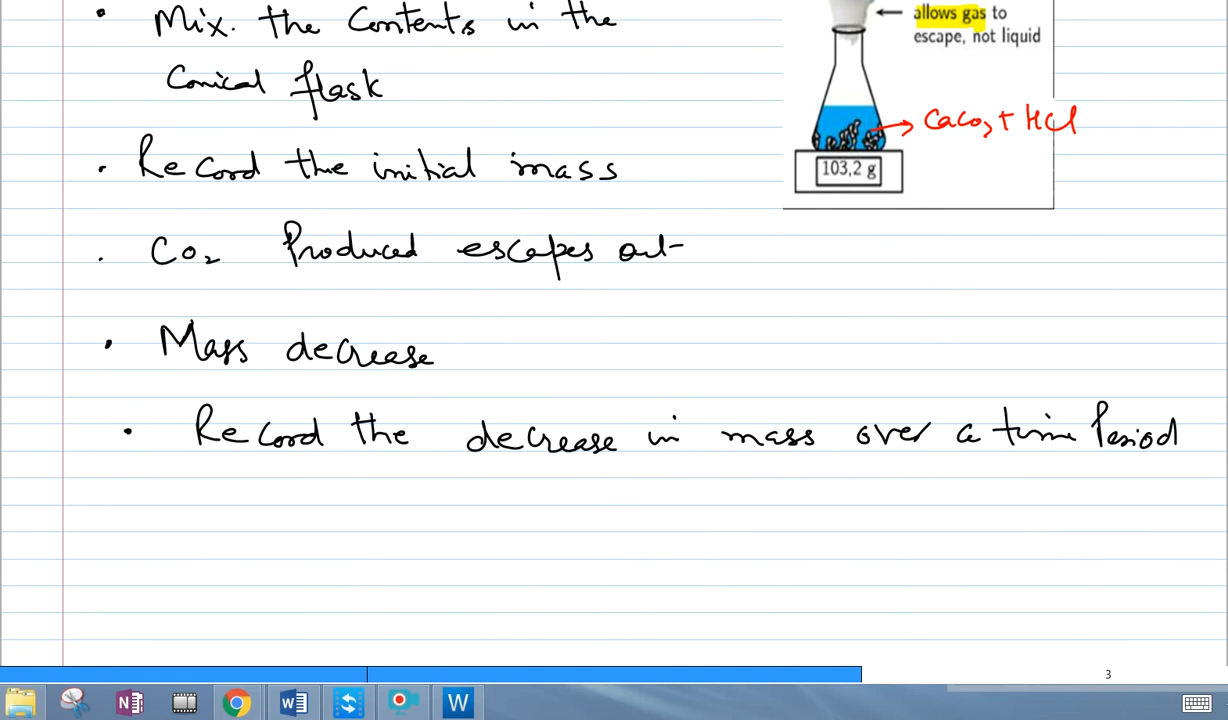 • Mix. the Contents in the
Conical flask
allows gas to
escape, not liquid
CaCO3 + HCl
103,2 g
• Record the initial mass
• CO2 Produced escapes out
• Mass decrease
• Record the decrease in mass over a time Period
3